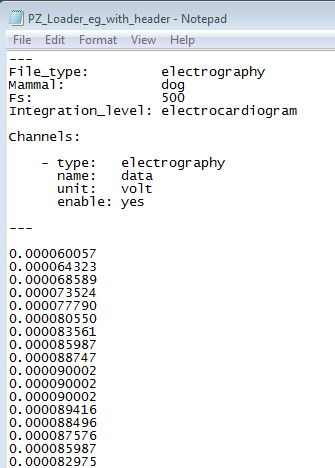 PZ_Loader_eg_with_header - Notepad
File Edit Format View Help
---
File_type: electrography
Mammal: dog
Fs: 500
Integration_level: electrocardiogram
Channels:
- type: electrography
name: data
unit: volt
enable: yes
---
0.000060057
0.000064323
0.000068589
0.000073524
0.000077790
0.000080550
0.000083561
0.000085987
0.000088747
0.000090002
0.000090002
0.000090002
0.000089416
0.000088496
0.000087576
0.000085987
0.000082975